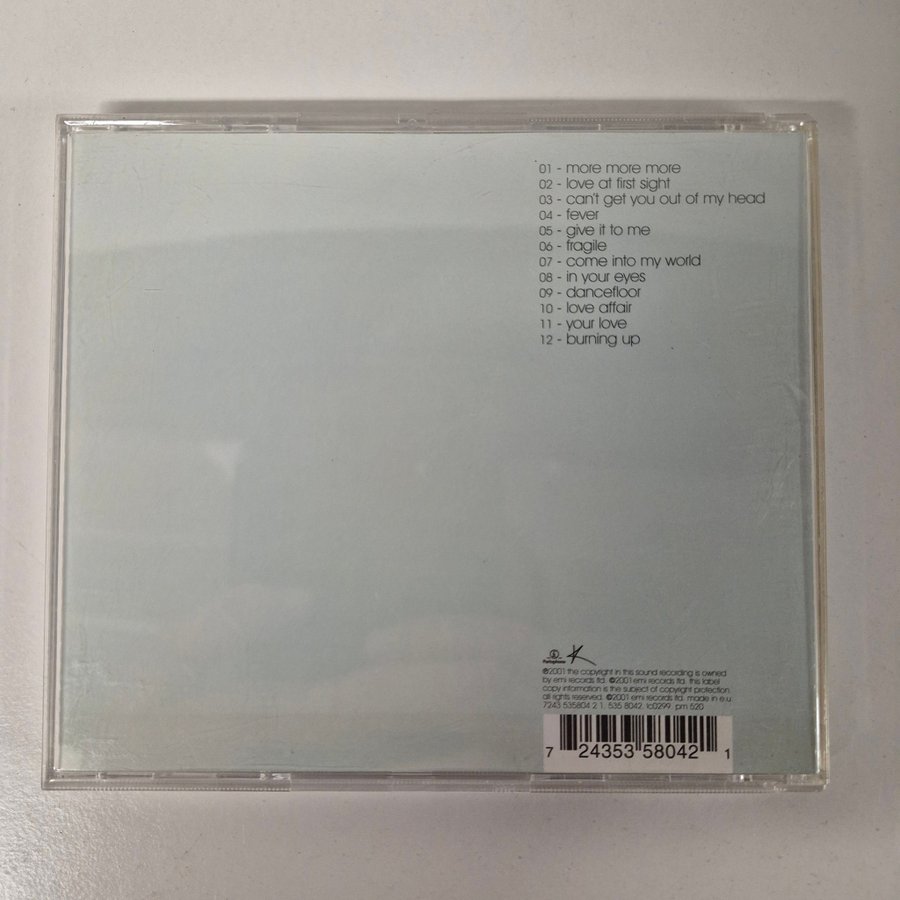 01 - more more more
02 - love at first sight
03 - can't get you out of my head
04 - fever
05 - give it to me
06 - fragile
07 - come into my world
08 - in your eyes
09 - dancefloor
10 - love affair
11 - your love
12 - burning up
Parlophone
℗2001 the copyright in this sound recording is owned
by emi records ltd. ©2001 emi records ltd. this label
copy information is the subject of copyright protection.
all rights reserved. ©2001 emi records ltd. made in e.u.
7243 535804 2 1. 535 8042. lc0299. pm 520
7 24353 58042 1